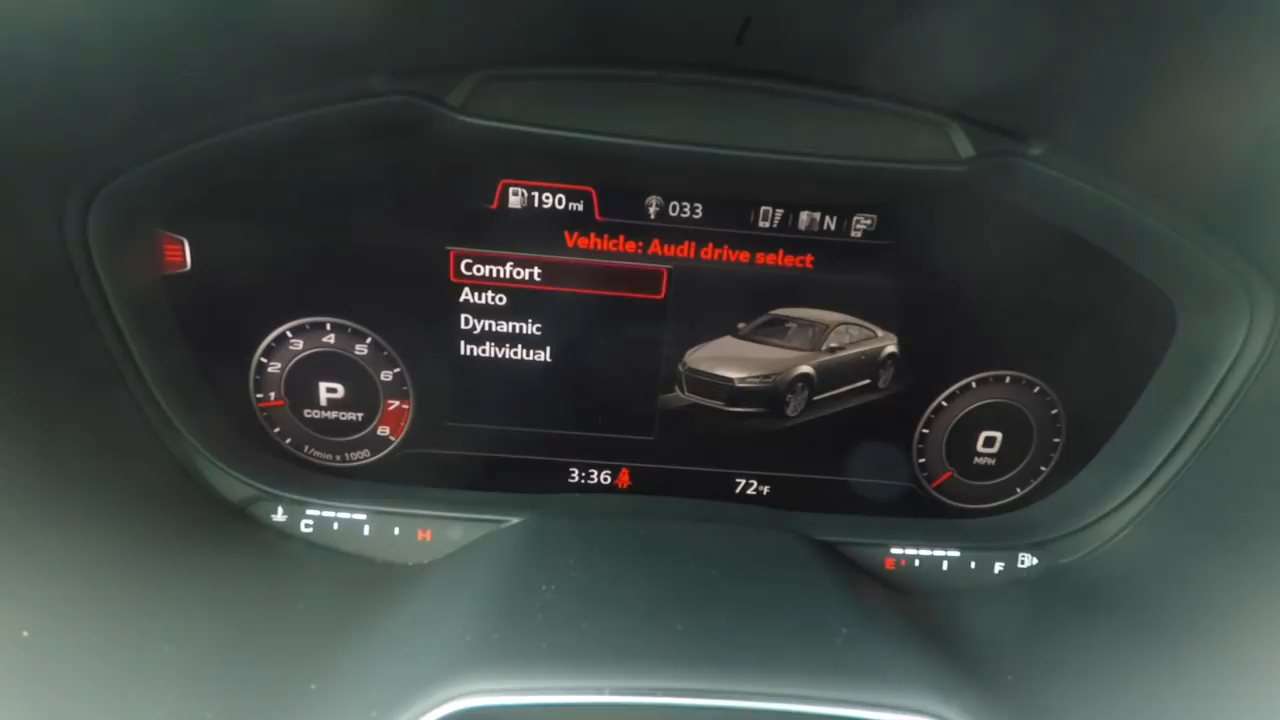 190 mi
033
N
Vehicle: Audi drive select
Comfort
Auto
Dynamic
Individual
1 2 3 4 5 6 7 8
P
COMFORT
1/min x 1000
0
MPH
3:36
72°F
C H
E F